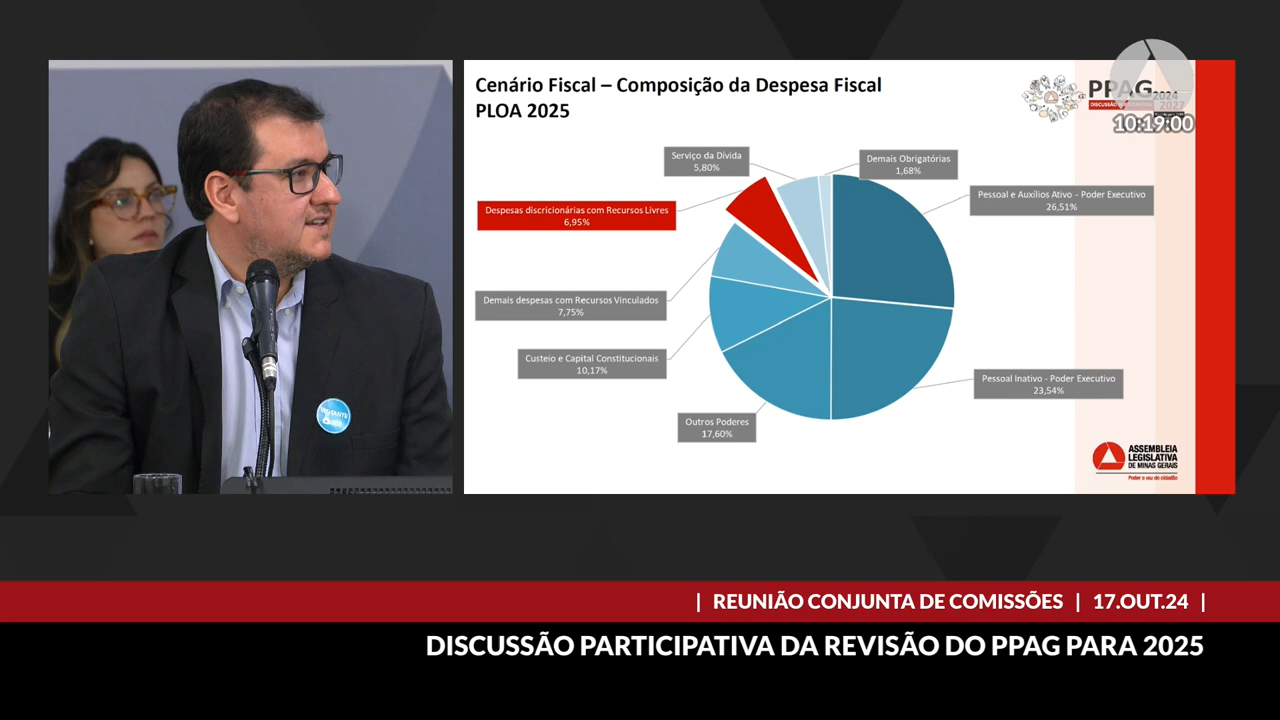 Cenário Fiscal – Composição da Despesa Fiscal
PLOA 2025
PPAG
2024
2027
10:19:00
Serviço da Dívida
5,80%
Demais Obrigatórias
1,68%
Pessoal e Auxílios Ativo - Poder Executivo
26,51%
Despesas discricionárias com Recursos Livres
6,95%
Demais despesas com Recursos Vinculados
7,75%
Custeio e Capital Constitucionais
10,17%
Pessoal Inativo - Poder Executivo
23,54%
Outros Poderes
17,60%
ASSEMBLEIA
LEGISLATIVA
DE MINAS GERAIS
Poder e voz do cidadão
| REUNIÃO CONJUNTA DE COMISSÕES | 17.OUT.24 |
DISCUSSÃO PARTICIPATIVA DA REVISÃO DO PPAG PARA 2025